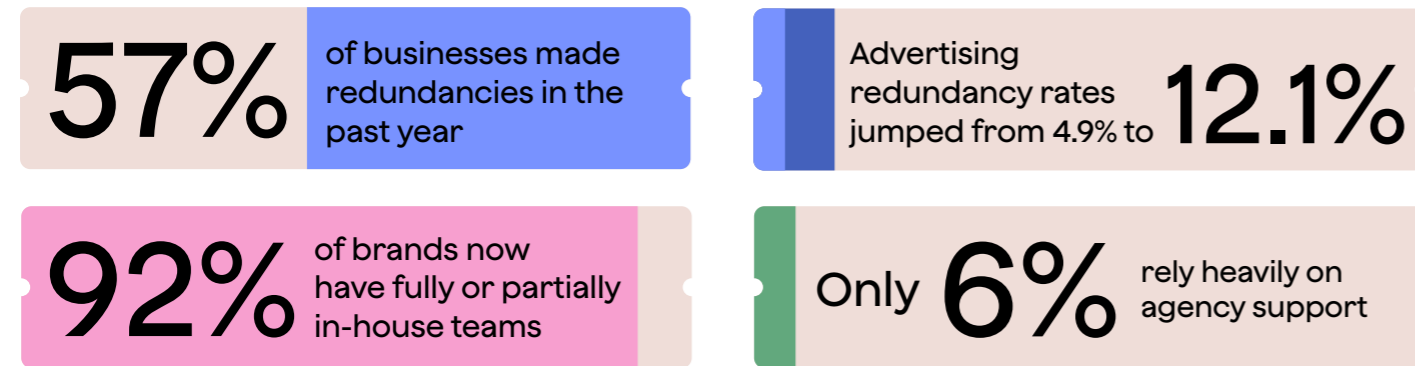 57%
of businesses made
redundancies in the
past year
Advertising
redundancy rates
jumped from 4.9% to
12.1%
92%
of brands now
have fully or partially
in-house teams
Only
6%
rely heavily on
agency support